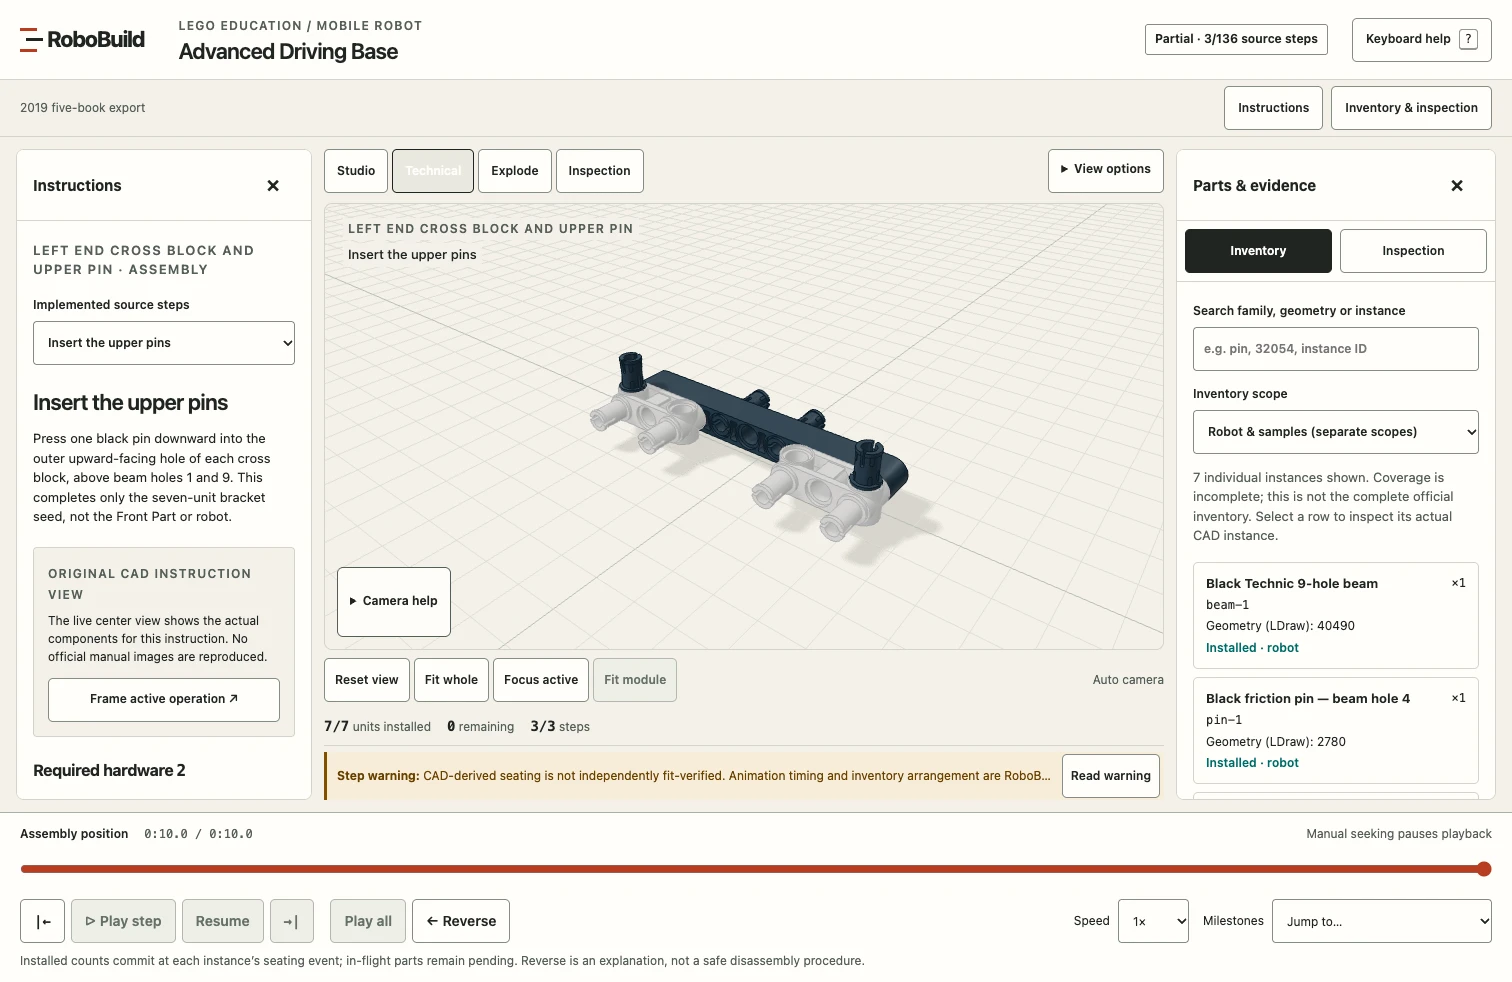 RoboBuild
LEGO EDUCATION / MOBILE ROBOT
Advanced Driving Base
Partial · 3/136 source steps
Keyboard help ?
2019 five-book export
Instructions
Inventory & inspection
Instructions
×
LEFT END CROSS BLOCK AND
UPPER PIN · ASSEMBLY
Implemented source steps
Insert the upper pins
Insert the upper pins
Press one black pin downward into the
outer upward-facing hole of each cross
block, above beam holes 1 and 9. This
completes only the seven-unit bracket
seed, not the Front Part or robot.
ORIGINAL CAD INSTRUCTION
VIEW
The live center view shows the actual
components for this instruction. No
official manual images are reproduced.
Frame active operation ↗
Required hardware 2
Studio
Technical
Explode
Inspection
▶ View options
LEFT END CROSS BLOCK AND UPPER PIN
Insert the upper pins
▶ Camera help
Reset view
Fit whole
Focus active
Fit module
Auto camera
7/7 units installed 0 remaining 3/3 steps
Step warning: CAD-derived seating is not independently fit-verified. Animation timing and inventory arrangement are RoboB...
Read warning
Parts & evidence
×
Inventory
Inspection
Search family, geometry or instance
e.g. pin, 32054, instance ID
Inventory scope
Robot & samples (separate scopes)
7 individual instances shown. Coverage is
incomplete; this is not the complete official
inventory. Select a row to inspect its actual
CAD instance.
Black Technic 9-hole beam ×1
beam-1
Geometry (LDraw): 40490
Installed · robot
Black friction pin — beam hole 4 ×1
pin-1
Geometry (LDraw): 2780
Installed · robot
Assembly position 0:10.0 / 0:10.0
Manual seeking pauses playback
|←
▷ Play step
Resume
→|
Play all
← Reverse
Speed
1×
Milestones
Jump to...
Installed counts commit at each instance's seating event; in-flight parts remain pending. Reverse is an explanation, not a safe disassembly procedure.